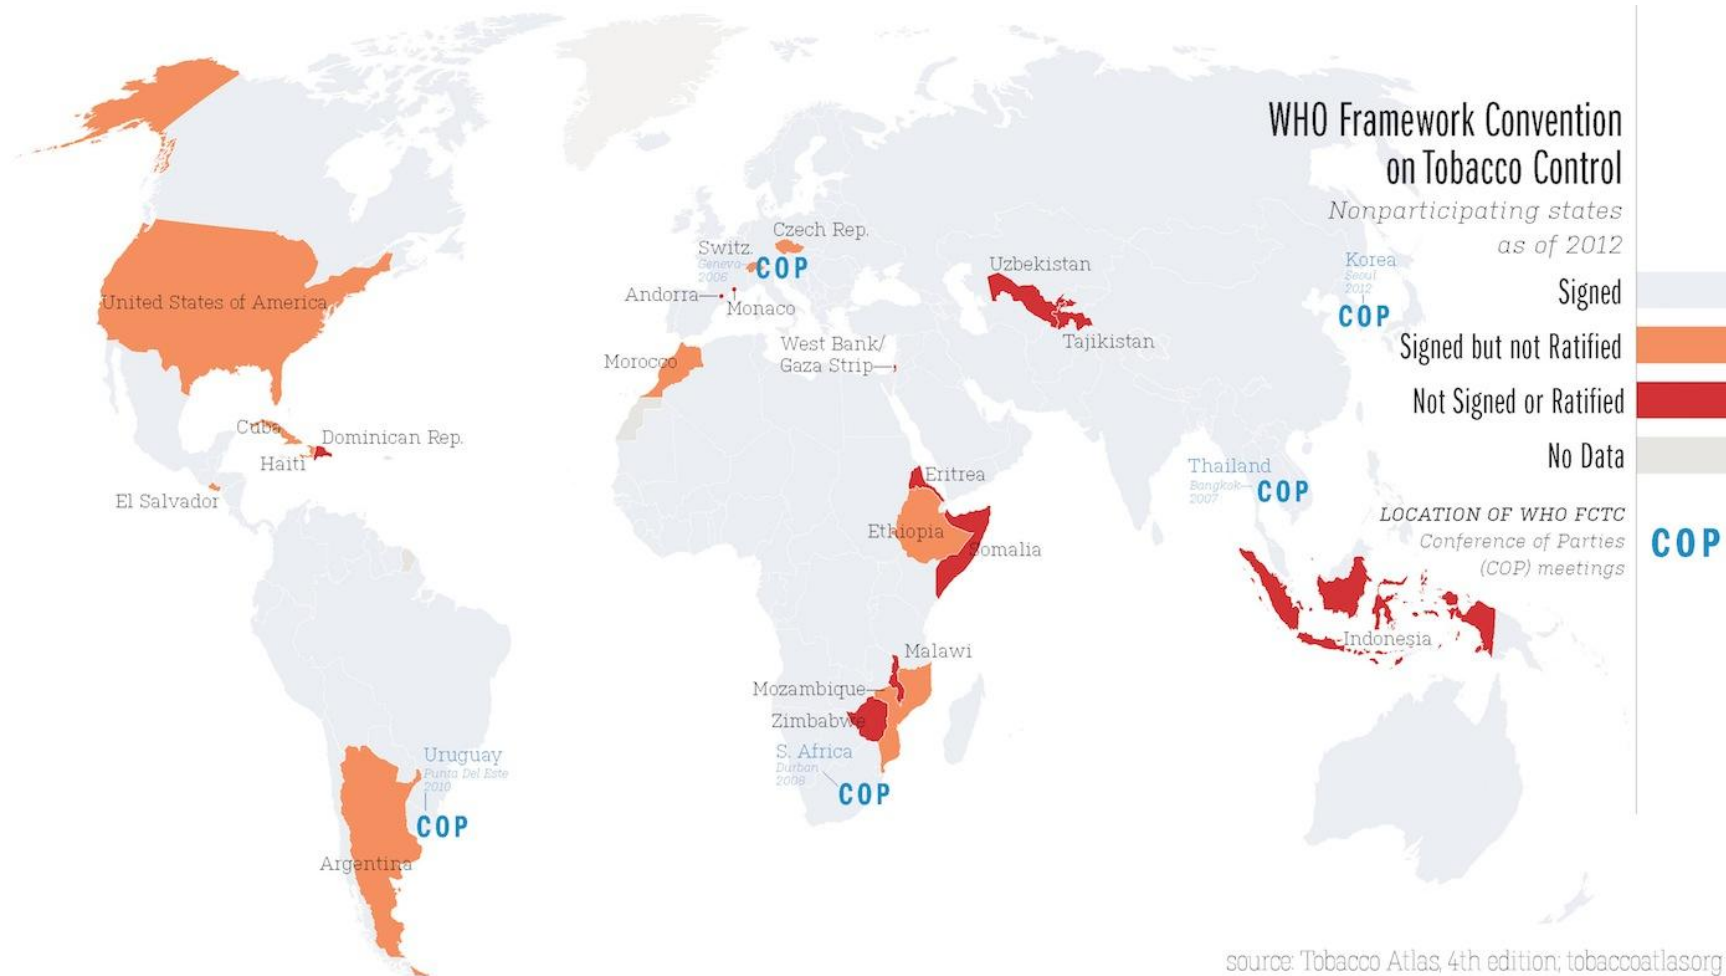 WHO Framework Convention
on Tobacco Control
Nonparticipating states
as of 2012
Signed
Signed but not Ratified
Not Signed or Ratified
No Data
LOCATION OF WHO FCTC
Conference of Parties
(COP) meetings
COP
United States of America
Cuba
Dominican Rep.
Haiti
El Salvador
Uruguay
Punta Del Este
2010
COP
Argentina
Czech Rep.
Switz.
Geneva
2006
COP
Andorra
Monaco
Morocco
West Bank/
Gaza Strip
Uzbekistan
Tajikistan
Korea
Seoul
2012
COP
Thailand
Bangkok
2007
COP
Eritrea
Ethiopia
Somalia
Indonesia
Malawi
Mozambique
Zimbabwe
S. Africa
Durban
2008
COP
source: Tobacco Atlas, 4th edition; tobaccoatlas.org